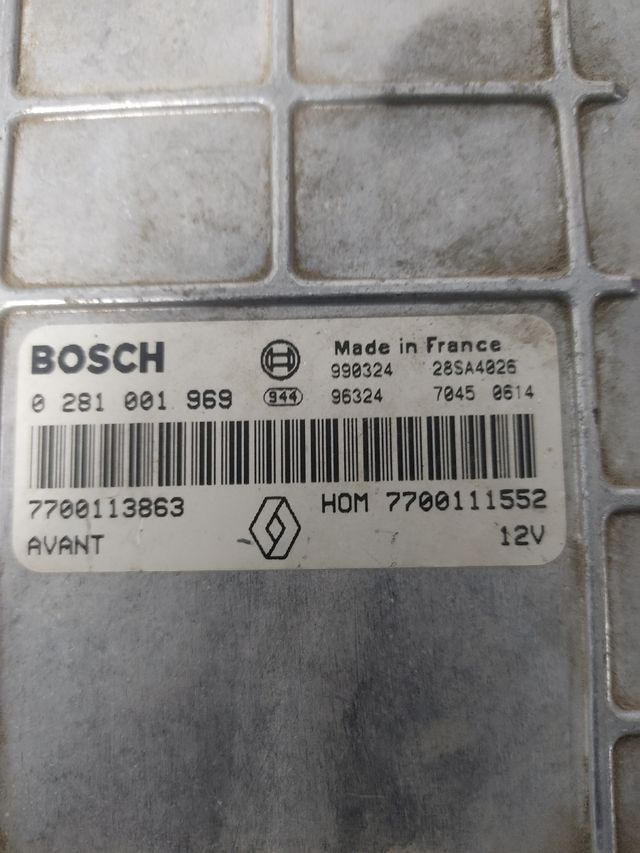 BOSCH Made in France
990324 28SA4026
0 281 001 969 944 96324 7045 0614
7700113863 HOM 7700111552
AVANT 12V